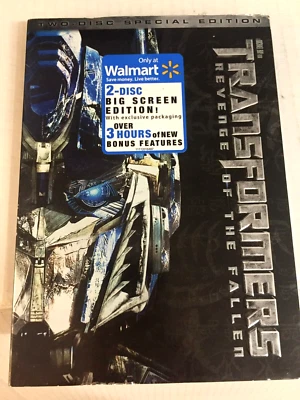 TWO-DISC SPECIAL EDITION
Only at
Walmart
Save money. Live better.
2-DISC
BIG SCREEN
EDITION!
With exclusive packaging
OVER
3 HOURS of NEW
BONUS FEATURES
TRANSFORMERS
REVENGE OF THE FALLEN